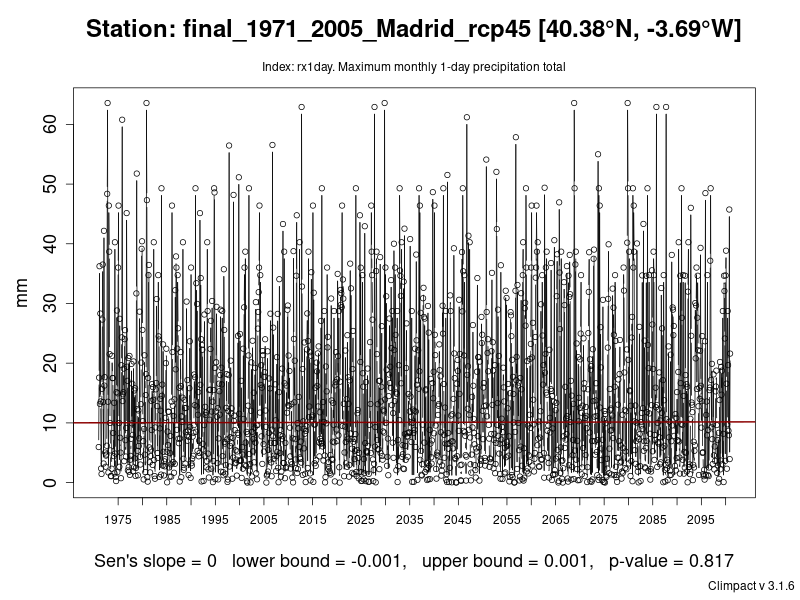 Station: final_1971_2005_Madrid_rcp45 [40.38°N, -3.69°W]
Index: rx1day. Maximum monthly 1-day precipitation total
60
50
40
30
20
10
0
mm
1975 1985 1995 2005 2015 2025 2035 2045 2055 2065 2075 2085 2095
Sen's slope = 0 lower bound = -0.001, upper bound = 0.001, p-value = 0.817
Climpact v 3.1.6